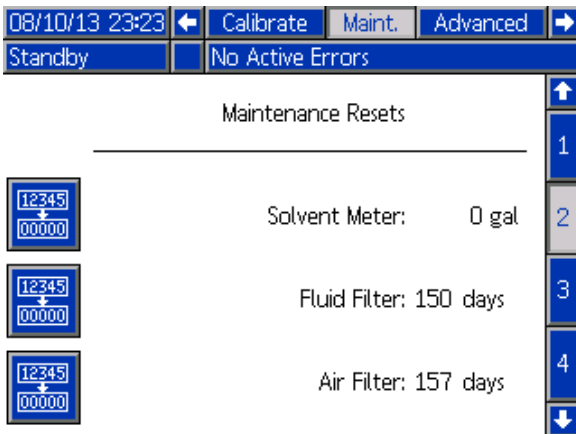 08/10/13 23:23 Calibrate Maint. Advanced
Standby No Active Errors
Maintenance Resets
1
12345
00000
Solvent Meter: 0 gal
2
12345
00000
Fluid Filter: 150 days
3
12345
00000
Air Filter: 157 days
4